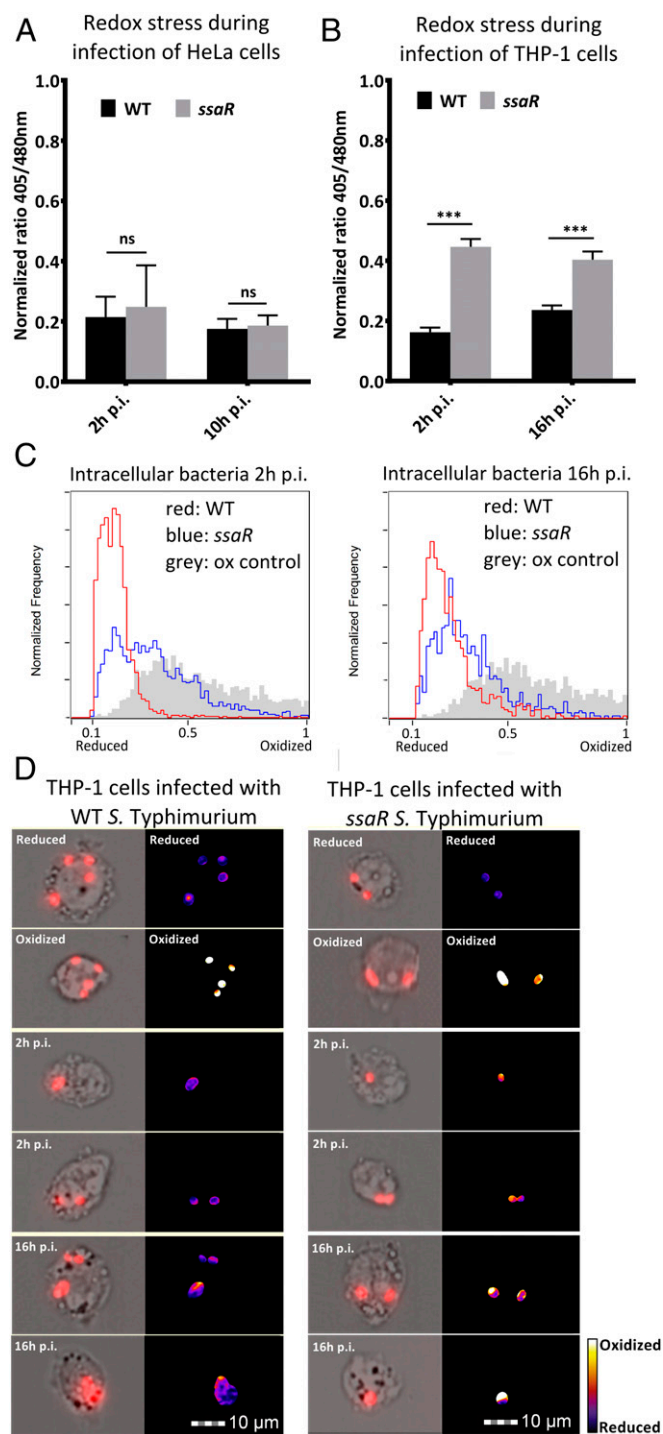 A
Redox stress during
infection of HeLa cells
Normalized ratio 405/480nm
1.0
0.8
0.6
0.4
0.2
0.0
WT
ssaR
ns
ns
2h p.i.
10h p.i.
B
Redox stress during
infection of THP-1 cells
Normalized ratio 405/480nm
1.0
0.8
0.6
0.4
0.2
0.0
WT
ssaR
***
***
2h p.i.
16h p.i.
C
Intracellular bacteria 2h p.i.
red: WT
blue: ssaR
grey: ox control
Normalized Frequency
0.1
0.5
1
Reduced
Oxidized
Intracellular bacteria 16h p.i.
red: WT
blue: ssaR
grey: ox control
Normalized Frequency
0.1
0.5
1
Reduced
Oxidized
D
THP-1 cells infected with
WT S. Typhimurium
Reduced
Reduced
Oxidized
Oxidized
2h p.i.
2h p.i.
16h p.i.
16h p.i.
10 µm
THP-1 cells infected with
ssaR S. Typhimurium
Reduced
Reduced
Oxidized
Oxidized
2h p.i.
2h p.i.
16h p.i.
16h p.i.
10 µm
Oxidized
Reduced